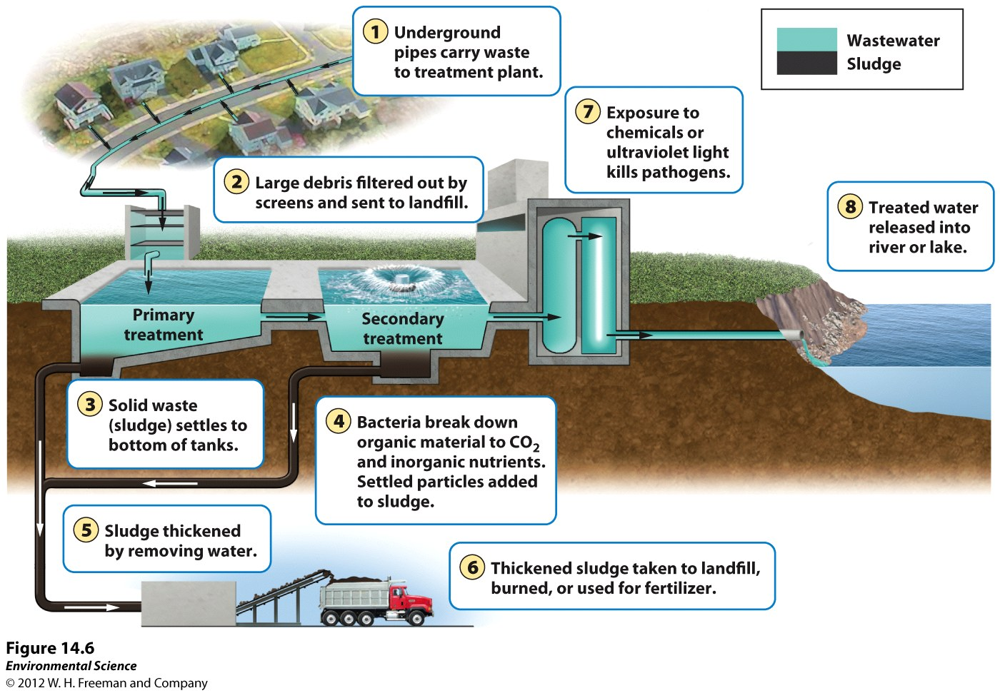 1 Underground
pipes carry waste
to treatment plant.
Wastewater
Sludge
7 Exposure to
chemicals or
ultraviolet light
kills pathogens.
2 Large debris filtered out by
screens and sent to landfill.
8 Treated water
released into
river or lake.
Primary
treatment
Secondary
treatment
3 Solid waste
(sludge) settles to
bottom of tanks.
4 Bacteria break down
organic material to CO₂
and inorganic nutrients.
Settled particles added
to sludge.
5 Sludge thickened
by removing water.
6 Thickened sludge taken to landfill,
burned, or used for fertilizer.
Figure 14.6
Environmental Science
© 2012 W. H. Freeman and Company